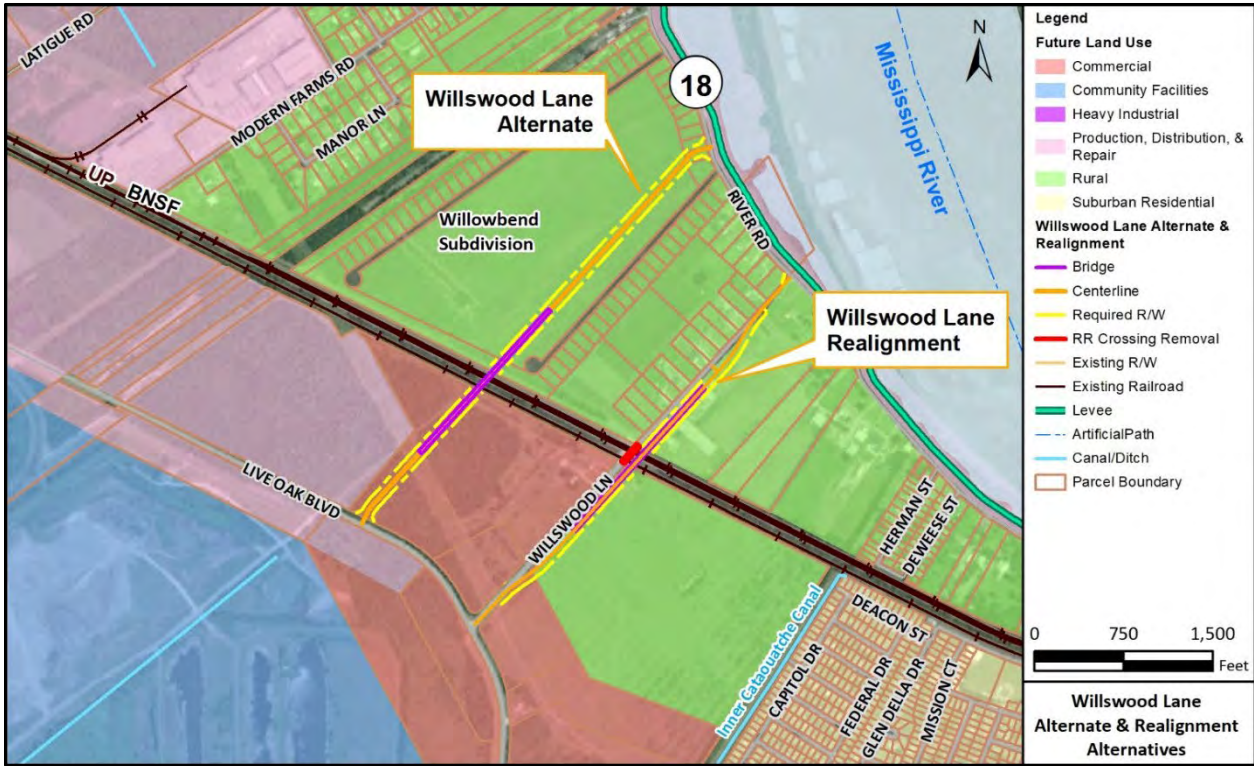 LATIGUE RD
MODERN FARMS RD
MANOR LN
Willswood Lane
Alternate
18
N
Mississippi River
UP BNSF
Willowbend
Subdivision
RIVER RD
Willswood Lane
Realignment
LIVE OAK BLVD
WILLSWOOD LN
HERMAN ST
DEWEESE ST
Inner Cataouatche Canal
DEACON ST
CAPITOL DR
FEDERAL DR
GLEN DELLA DR
MISSION CT
Legend
Future Land Use
Commercial
Community Facilities
Heavy Industrial
Production, Distribution, &
Repair
Rural
Suburban Residential
Willswood Lane Alternate &
Realignment
Bridge
Centerline
Required R/W
RR Crossing Removal
Existing R/W
Existing Railroad
Levee
ArtificialPath
Canal/Ditch
Parcel Boundary
0 750 1,500
Feet
Willswood Lane
Alternate & Realignment
Alternatives